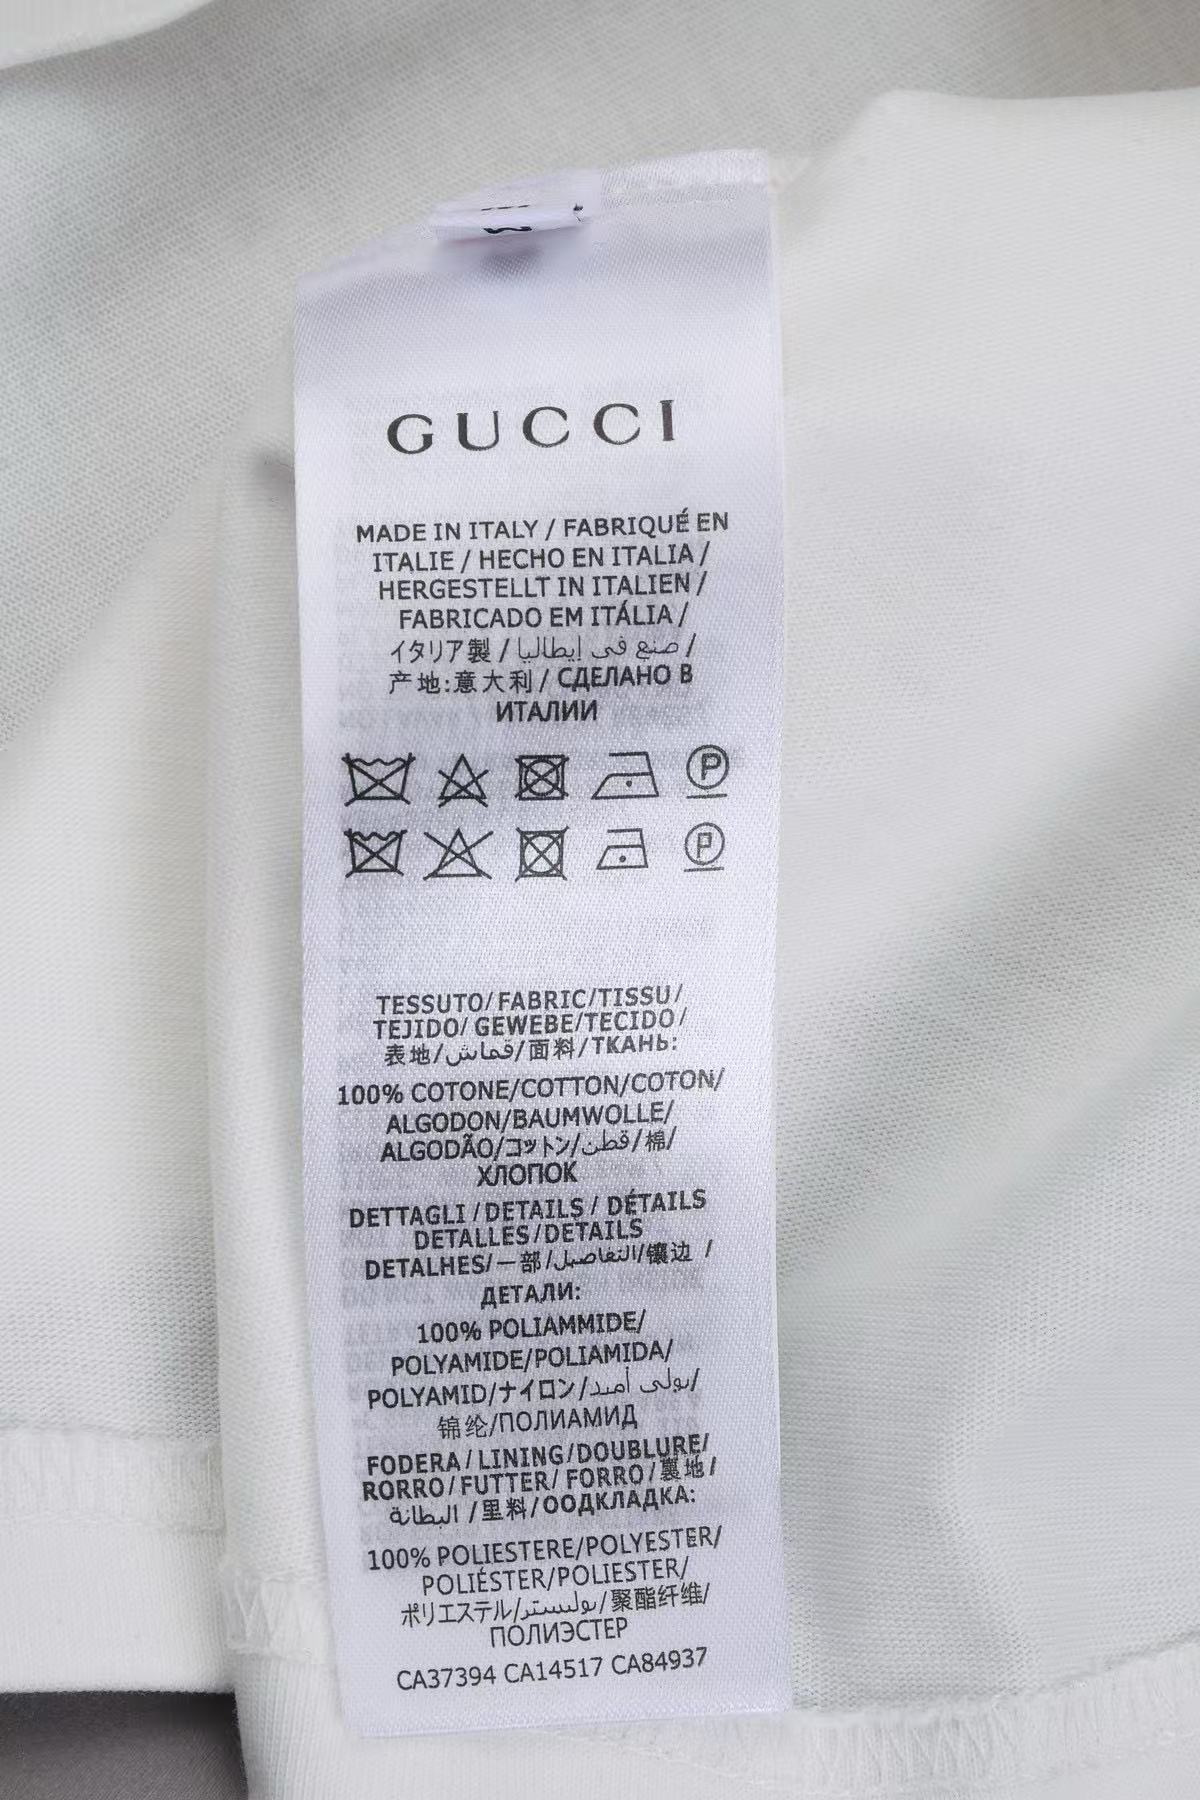 M
GUCCI
MADE IN ITALY / FABRIQUÉ EN
ITALIE / HECHO EN ITALIA /
HERGESTELLT IN ITALIEN /
FABRICADO EM ITÁLIA /
イタリア製 / صنع في إيطاليا /
产地:意大利 / СДЕЛАНО В
ИТАЛИИ
P
P
TESSUTO/FABRIC/TISSU/
TEJIDO/ GEWEBE/TECIDO/
表地/قماش/面料/ТКАНЬ:
100% COTONE/COTTON/COTON/
ALGODON/BAUMWOLLE/
ALGODÃO/コットン/قطن/棉/
ХЛОПОК
DETTAGLI / DETAILS / DÉTAILS
DETALLES/DETAILS
DETALHES/一部/التفاصيل/镶边 /
ДЕТАЛИ:
100% POLIAMMIDE/
POLYAMIDE/POLIAMIDA/
POLYAMID/ナイロン/بولي أميد/
锦纶/ПОЛИАМИД
FODERA / LINING/DOUBLURE/
RORRO/FUTTER/ FORRO/裏地/
البطانة /里料/ООДКЛАДКА:
100% POLIESTERE/POLYESTER/
POLIÉSTER/POLIESTER/
ポリエステル/بوليستر/聚酯纤维/
ПОЛИЭСТЕР
CA37394 CA14517 CA84937